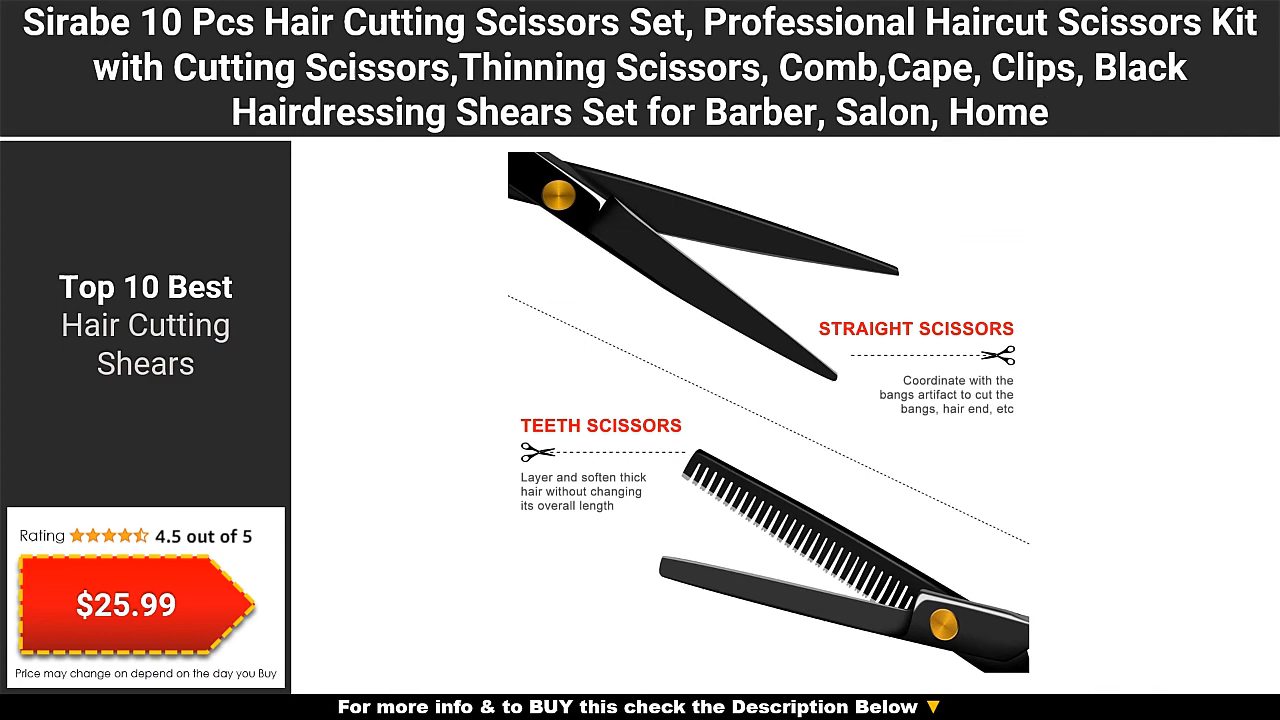 Sirabe 10 Pcs Hair Cutting Scissors Set, Professional Haircut Scissors Kit
with Cutting Scissors,Thinning Scissors, Comb,Cape, Clips, Black
Hairdressing Shears Set for Barber, Salon, Home
Top 10 Best
Hair Cutting
Shears
STRAIGHT SCISSORS
Coordinate with the
bangs artifact to cut the
bangs, hair end, etc
TEETH SCISSORS
Layer and soften thick
hair without changing
its overall length
Rating 4.5 out of 5
$25.99
Price may change on depend on the day you Buy
For more info & to BUY this check the Description Below ▼